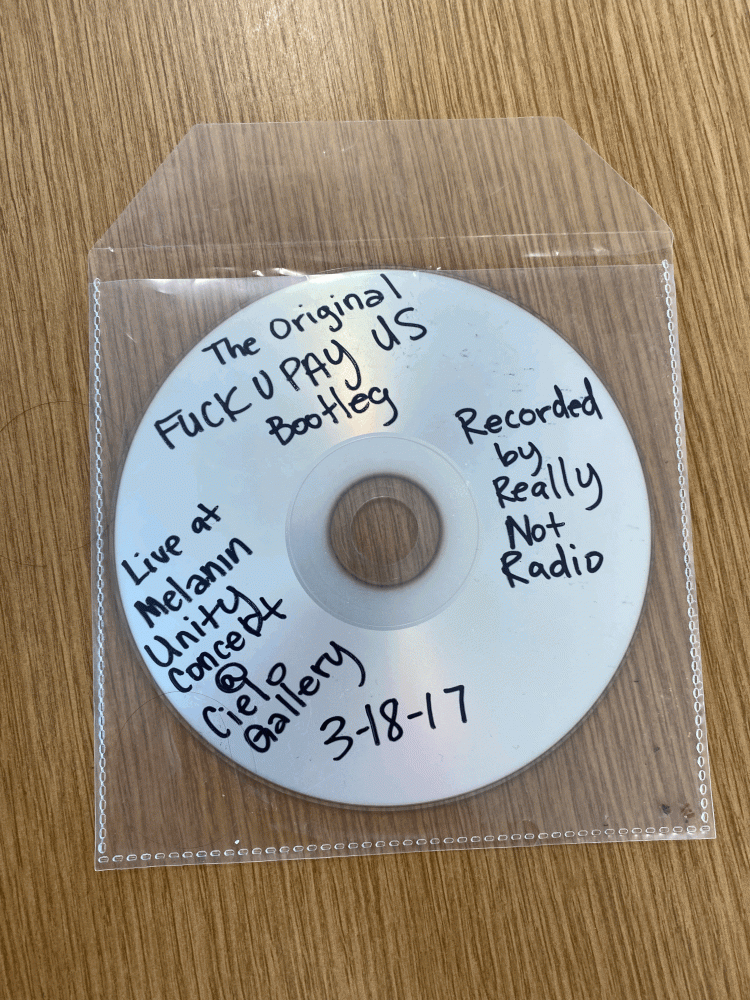 The Original
FUCK U PAY US
Bootleg
Recorded
by
Really
Not
Radio
Live at
Melanin
Unity
Concept
@
Cielo
Gallery
3-18-17